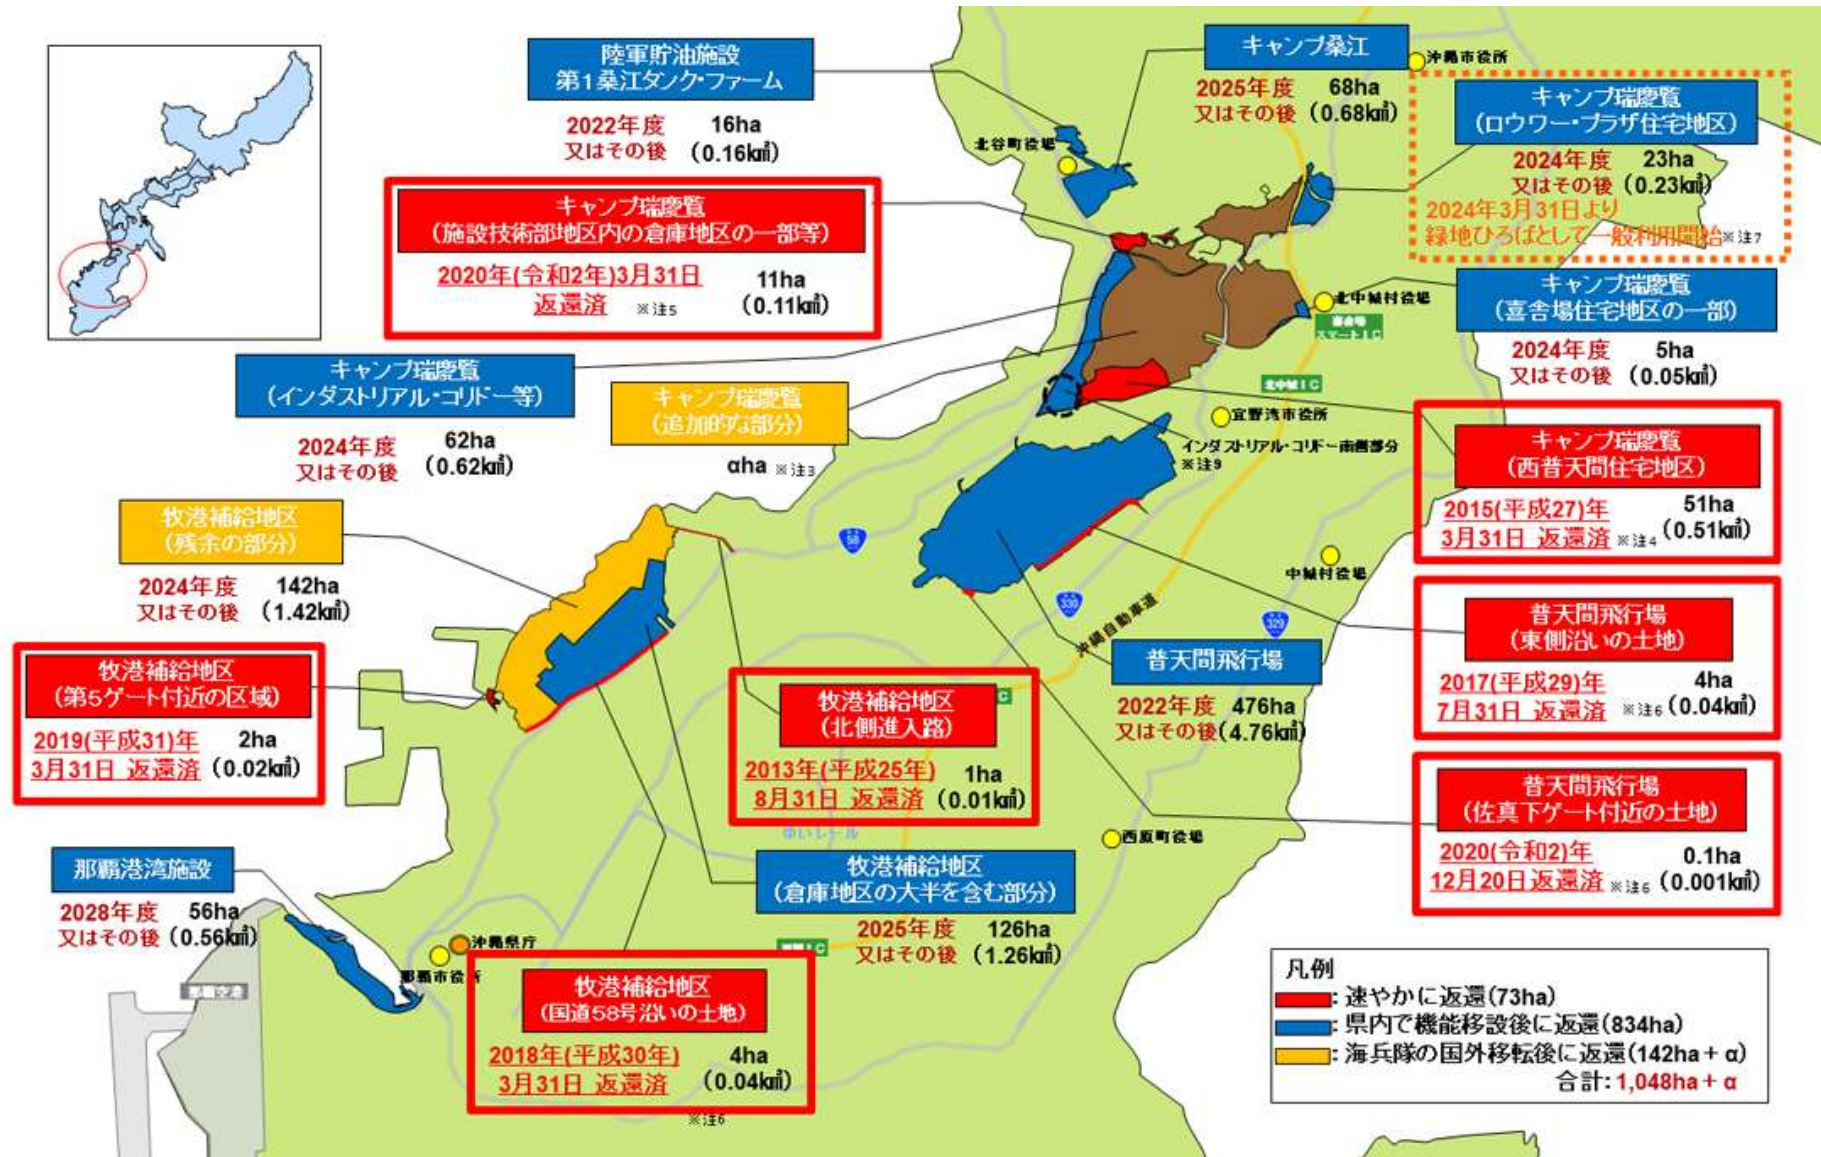 陸軍貯油施設
第1桑江タンク・ファーム
2022年度 16ha
又はその後 (0.16k㎡)
キャンプ桑江
2025年度 68ha
又はその後 (0.68k㎡)
沖縄市役所
キャンプ瑞慶覧
(ロウワー・プラザ住宅地区)
2024年度 23ha
又はその後 (0.23k㎡)
2024年3月31日より
緑地ひろばとして一般利用開始※注7
北谷町役場
キャンプ瑞慶覧
(施設技術部地区内の倉庫地区の一部等)
2020年(令和2年)3月31日 11ha
返還済 ※注5 (0.11k㎡)
キャンプ瑞慶覧
(喜舎場住宅地区の一部)
2024年度 5ha
又はその後 (0.05k㎡)
北中城村役場
喜舎場
スマートIC
北中城IC
キャンプ瑞慶覧
(インダストリアル・コリドー等)
2024年度 62ha
又はその後 (0.62k㎡)
キャンプ瑞慶覧
(追加的な部分)
αha ※注3
宜野湾市役所
インダストリアル・コリドー南側部分
※注9
キャンプ瑞慶覧
(西普天間住宅地区)
2015(平成27)年 51ha
3月31日 返還済 ※注4 (0.51k㎡)
牧港補給地区
(残余の部分)
2024年度 142ha
又はその後 (1.42k㎡)
58
330
329
沖縄自動車道
中城村役場
普天間飛行場
(東側沿いの土地)
2017(平成29)年 4ha
7月31日 返還済 ※注6 (0.04k㎡)
普天間飛行場
2022年度 476ha
又はその後 (4.76k㎡)
牧港補給地区
(第5ゲート付近の区域)
2019(平成31)年 2ha
3月31日 返還済 (0.02k㎡)
牧港補給地区
(北側進入路)
2013年(平成25年) 1ha
8月31日 返還済 (0.01k㎡)
C
ゆいレール
普天間飛行場
(佐真下ゲート付近の土地)
2020(令和2)年 0.1ha
12月20日返還済 ※注6 (0.001k㎡)
西原町役場
那覇港湾施設
2028年度 56ha
又はその後 (0.56k㎡)
牧港補給地区
(倉庫地区の大半を含む部分)
2025年度 126ha
又はその後 (1.26k㎡)
沖縄県庁
那覇市役所
那覇空港
IC
牧港補給地区
(国道58号沿いの土地)
2018年(平成30年) 4ha
3月31日 返還済 (0.04k㎡)
※注6
凡例
: 速やかに返還(73ha)
: 県内で機能移設後に返還(834ha)
: 海兵隊の国外移転後に返還(142ha+α)
合計: 1,048ha+α